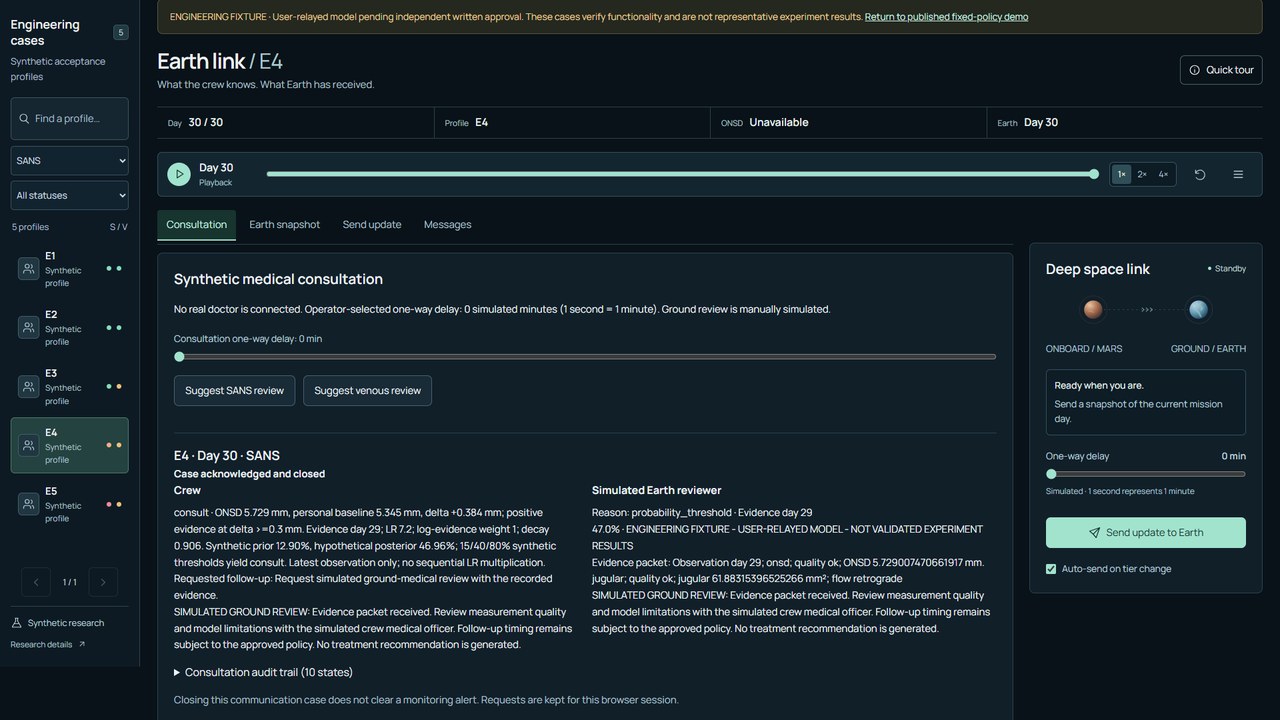 Engineering cases
5
Synthetic acceptance profiles
Find a profile...
SANS
All statuses
5 profiles
S / V
E1
Synthetic profile
E2
Synthetic profile
E3
Synthetic profile
E4
Synthetic profile
E5
Synthetic profile
1 / 1
Synthetic research
Research details ↗
ENGINEERING FIXTURE · User-relayed model pending independent written approval. These cases verify functionality and are not representative experiment results. Return to published fixed-policy demo
Earth link / E4
What the crew knows. What Earth has received.
Quick tour
Day 30 / 30
Profile E4
ONSD Unavailable
Earth Day 30
Day 30
Playback
1×
2×
4×
Consultation
Earth snapshot
Send update
Messages
Synthetic medical consultation
No real doctor is connected. Operator-selected one-way delay: 0 simulated minutes (1 second = 1 minute). Ground review is manually simulated.
Consultation one-way delay: 0 min
Suggest SANS review
Suggest venous review
E4 · Day 30 · SANS
Case acknowledged and closed
Crew
consult · ONSD 5.729 mm, personal baseline 5.345 mm, delta +0.384 mm; positive
evidence at delta >=0.3 mm. Evidence day 29; LR 7.2; log-evidence weight 1; decay
0.906. Synthetic prior 12.90%, hypothetical posterior 46.96%; 15/40/80% synthetic
thresholds yield consult. Latest observation only; no sequential LR multiplication.
Requested follow-up: Request simulated ground-medical review with the recorded
evidence.
SIMULATED GROUND REVIEW: Evidence packet received. Review measurement quality
and model limitations with the simulated crew medical officer. Follow-up timing remains
subject to the approved policy. No treatment recommendation is generated.
Simulated Earth reviewer
Reason: probability_threshold · Evidence day 29
47.0% · ENGINEERING FIXTURE - USER-RELAYED MODEL - NOT VALIDATED EXPERIMENT
RESULTS
Evidence packet: Observation day 29; onsd; quality ok; ONSD 5.729007470661917 mm.
jugular; quality ok; jugular 61.88315396525266 mm²; flow retrograde
SIMULATED GROUND REVIEW: Evidence packet received. Review measurement quality
and model limitations with the simulated crew medical officer. Follow-up timing remains
subject to the approved policy. No treatment recommendation is generated.
Consultation audit trail (10 states)
Closing this communication case does not clear a monitoring alert. Requests are kept for this browser session.
Deep space link
Standby
ONBOARD / MARS
GROUND / EARTH
Ready when you are.
Send a snapshot of the current mission
day.
One-way delay
0 min
Simulated · 1 second represents 1 minute
Send update to Earth
Auto-send on tier change